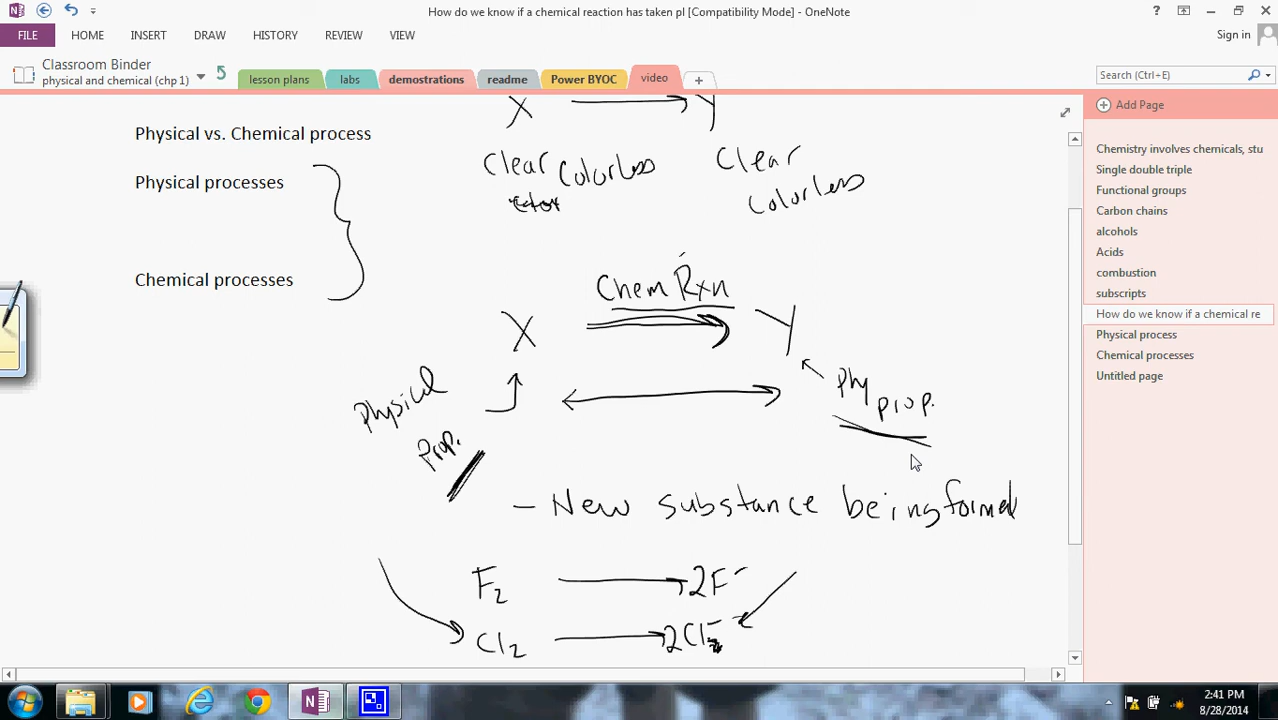 How do we know if a chemical reaction has taken pl [Compatibility Mode] - OneNote
?
FILE HOME INSERT DRAW HISTORY REVIEW VIEW
Sign in
Classroom Binder
physical and chemical (chp 1)
lesson plans labs demostrations readme Power BYOC video +
Search (Ctrl+E)
Add Page
Chemistry involves chemicals, stu
Single double triple
Functional groups
Carbon chains
alcohols
Acids
combustion
subscripts
How do we know if a chemical re
Physical process
Chemical processes
Untitled page
Physical vs. Chemical process
Physical processes
Chemical processes
X → Y
Clear Colorless
Clear
Colorless
Chem Rxn
X → Y
Physical
Prop.
Phy
prop.
- New substance being formed
F₂ → 2F⁻
Cl₂ → 2Cl⁻
2:41 PM
8/28/2014